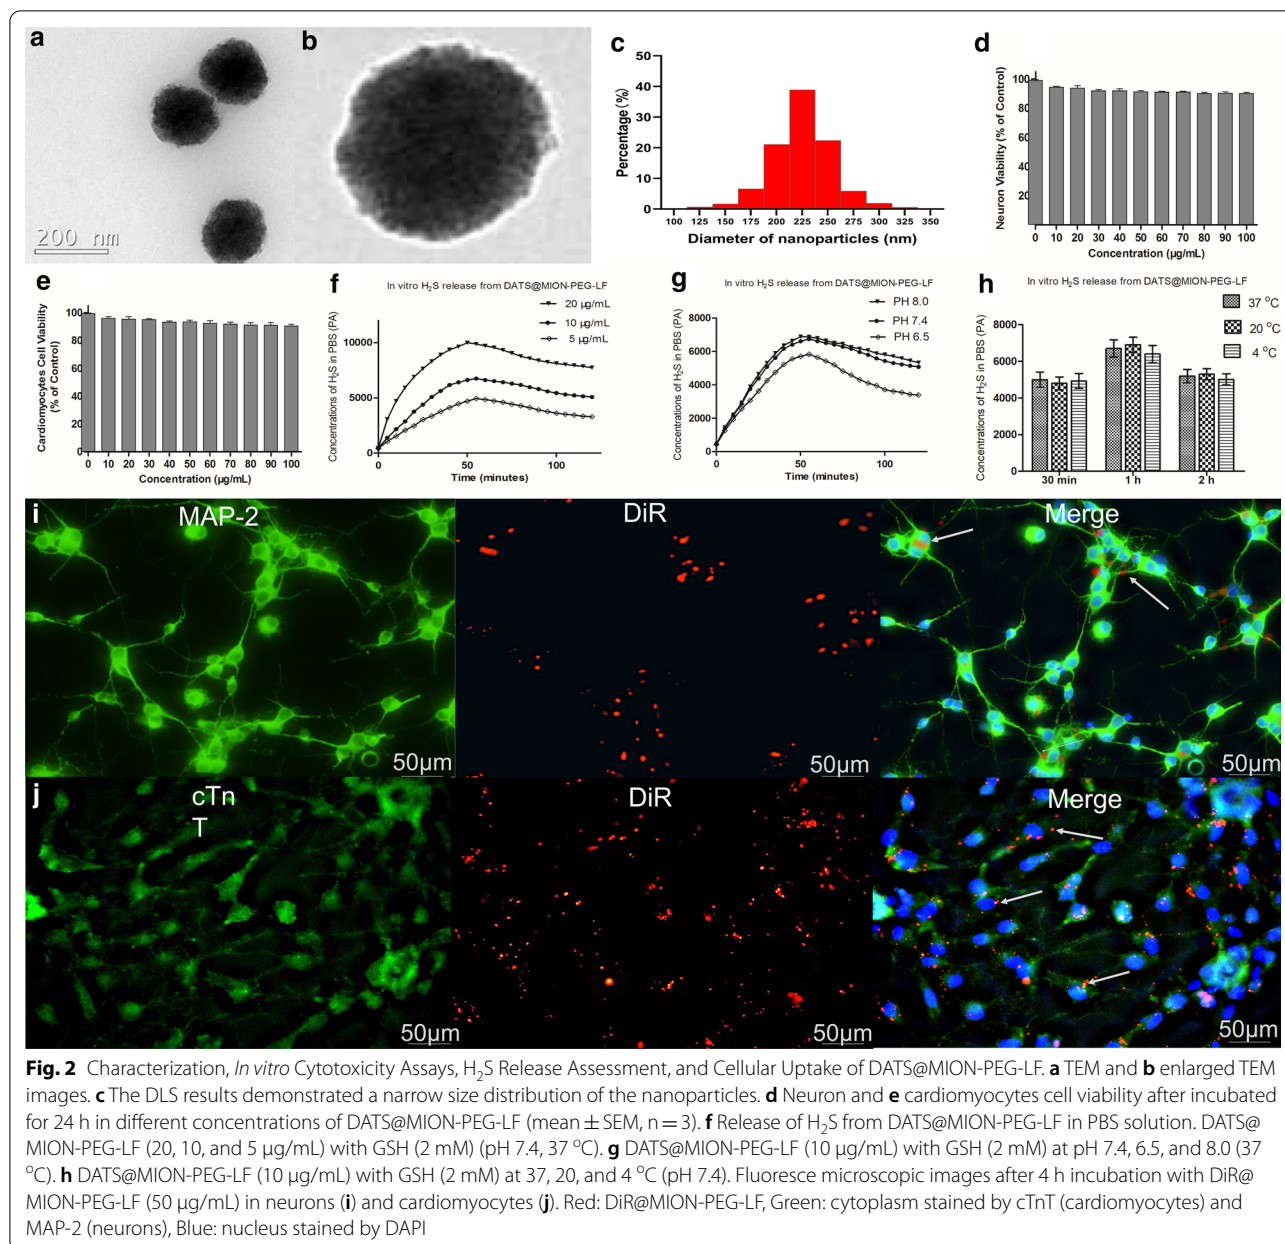 a
b
200 nm
c
50
40
30
20
10
0
Percentage(%)
100 125 150 175 200 225 250 275 300 325 350
Diameter of nanoparticles (nm)
d
100
80
60
40
20
Neuron Viability (% of Control)
0 10 20 30 40 50 60 70 80 90 100
Concentration (µg/mL)
e
100
80
60
40
20
0
Cardiomyocytes Cell Viability
(% of Control)
0 10 20 30 40 50 60 70 80 90 100
Concentration (µg/mL)
f
In vitro H₂S release from DATS@MION-PEG-LF
20 µg/mL
10 µg/mL
5 µg/mL
10000
5000
0
Concentrations of H₂S in PBS (PA)
0 50 100
Time (minutes)
g
In vitro H₂S release from DATS@MION-PEG-LF
PH 8.0
PH 7.4
PH 6.5
8000
6000
4000
2000
0
Concentrations of H₂S in PBS (PA)
0 50 100
Time (minutes)
h
In vitro H₂S release from DATS@MION-PEG-LF
37 °C
20 °C
4 °C
8000
6000
4000
2000
0
Concentrations of H₂S in PBS (PA)
30 min 1 h 2 h
i
MAP-2
DiR
Merge
50µm
50µm
50µm
j
cTn
T
DiR
Merge
50µm
50µm
50µm
Fig. 2 Characterization, In vitro Cytotoxicity Assays, H₂S Release Assessment, and Cellular Uptake of DATS@MION-PEG-LF. a TEM and b enlarged TEM
images. c The DLS results demonstrated a narrow size distribution of the nanoparticles. d Neuron and e cardiomyocytes cell viability after incubated
for 24 h in different concentrations of DATS@MION-PEG-LF (mean ± SEM, n = 3). f Release of H₂S from DATS@MION-PEG-LF in PBS solution. DATS@
MION-PEG-LF (20, 10, and 5 µg/mL) with GSH (2 mM) (pH 7.4, 37 °C). g DATS@MION-PEG-LF (10 µg/mL) with GSH (2 mM) at pH 7.4, 6.5, and 8.0 (37
°C). h DATS@MION-PEG-LF (10 µg/mL) with GSH (2 mM) at 37, 20, and 4 °C (pH 7.4). Fluoresce microscopic images after 4 h incubation with DiR@
MION-PEG-LF (50 µg/mL) in neurons (i) and cardiomyocytes (j). Red: DiR@MION-PEG-LF, Green: cytoplasm stained by cTnT (cardiomyocytes) and
MAP-2 (neurons), Blue: nucleus stained by DAPI